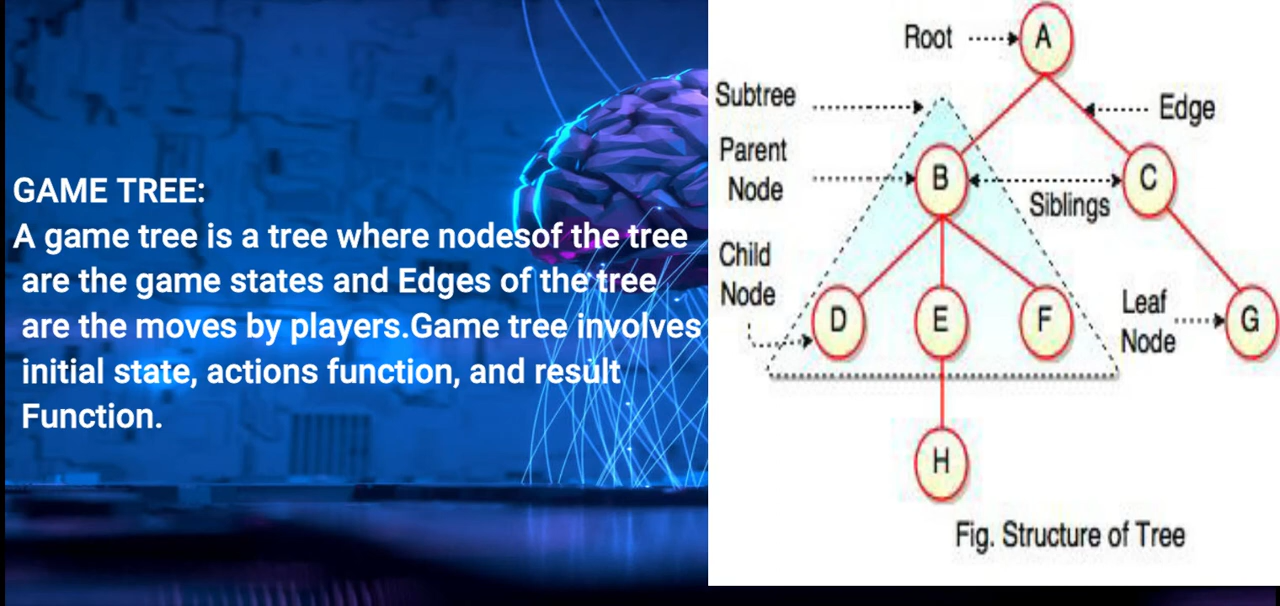 GAME TREE:
A game tree is a tree where nodesof the tree
are the game states and Edges of the tree
are the moves by players.Game tree involves
initial state, actions function, and result
Function.
Root
A
Subtree
Edge
Parent
Node
B
Siblings
C
Child
Node
D
E
F
Leaf
Node
G
H
Fig. Structure of Tree